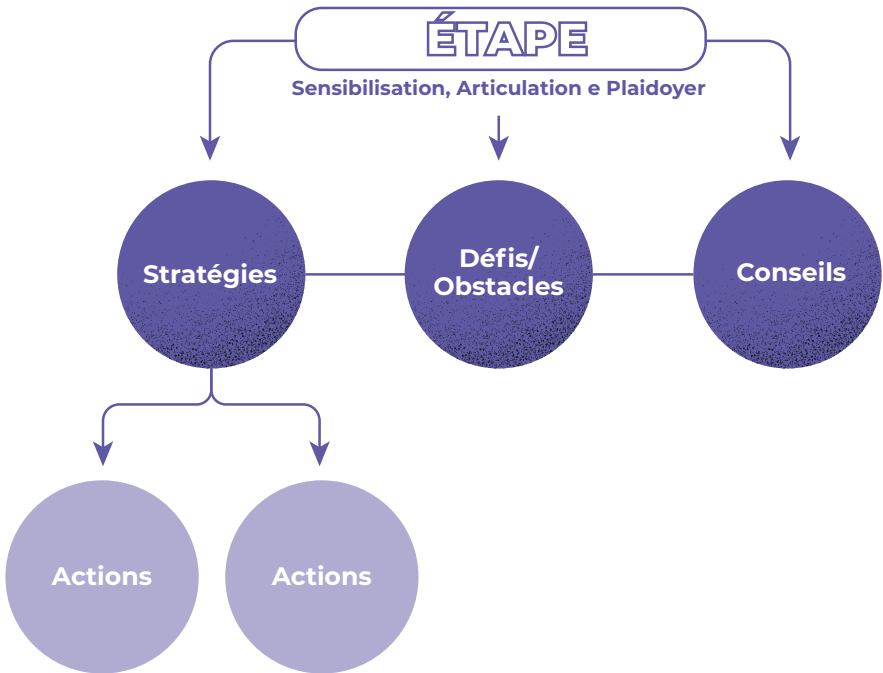 ÉTAPE
Sensibilisation, Articulation e Plaidoyer
Stratégies
Défis/
Obstacles
Conseils
Actions
Actions